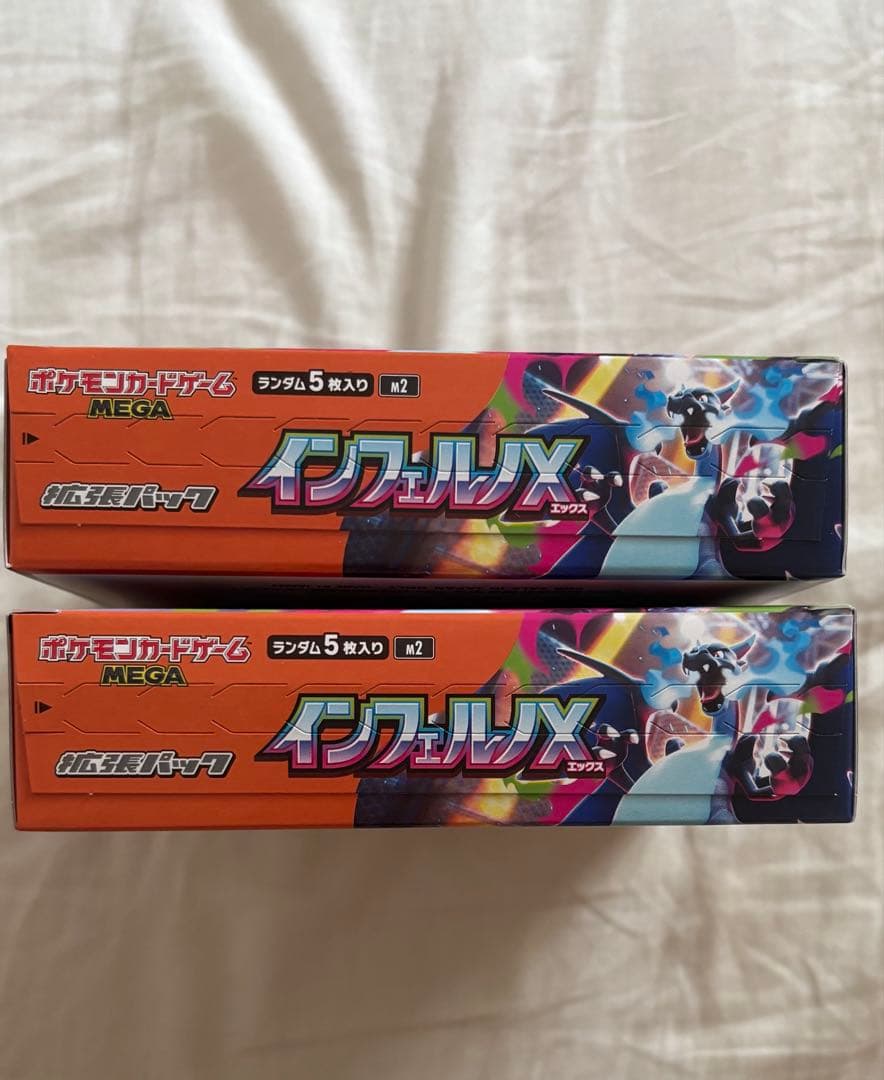 ポケモンカードゲーム
MEGA
ランダム5枚入り
M2
インフェルノX
エックス
拡張パック
ポケモンカードゲーム
MEGA
ランダム5枚入り
M2
インフェルノX
エックス
拡張パック